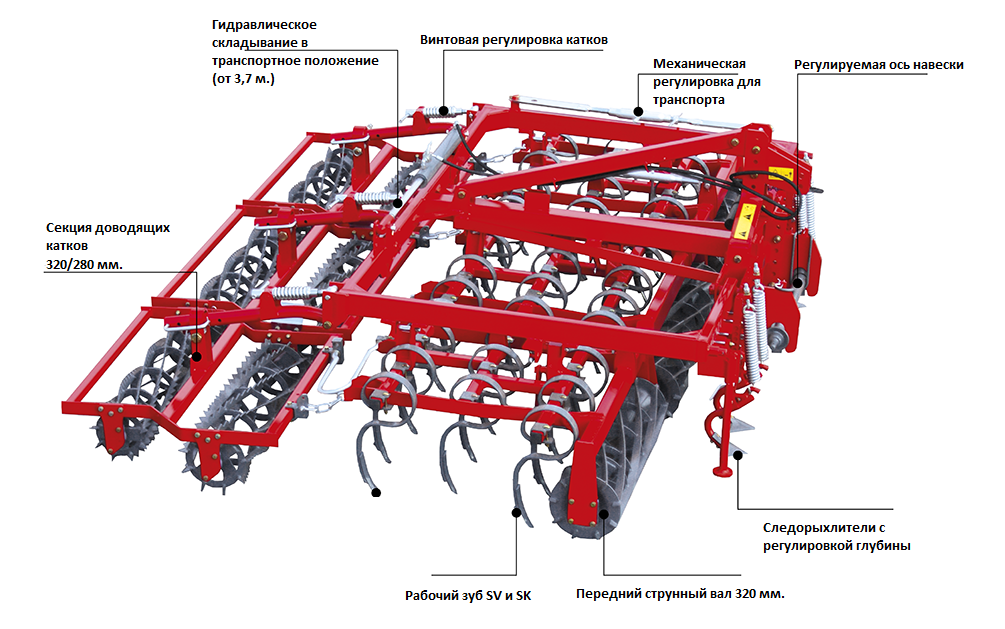 Гидравлическое
складывание в
транспортное положение
(от 3,7 м.)
Винтовая регулировка катков
Механическая
регулировка для
транспорта
Регулируемая ось навески
Секция доводящих
катков
320/280 мм.
Следорыхлители с
регулировкой глубины
Рабочий зуб SV и SK
Передний струнный вал 320 мм.